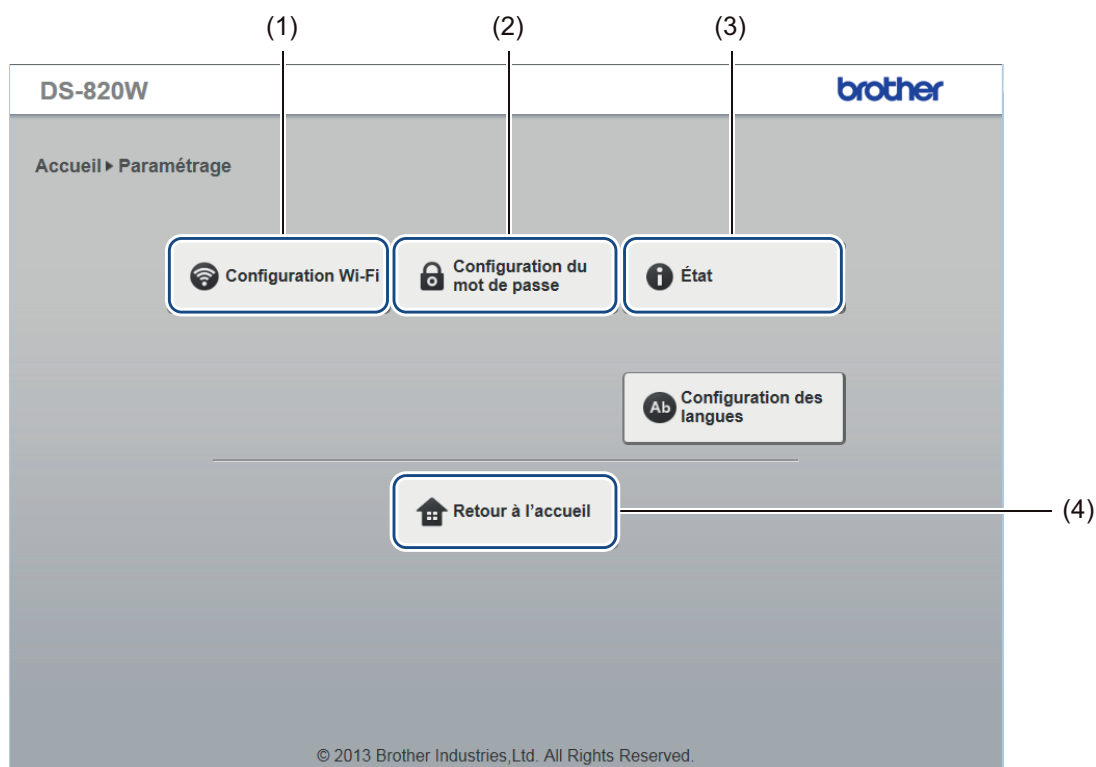 (1) (2) (3)
DS-820W brother
Accueil ▸ Paramétrage
Configuration Wi-Fi
Configuration du
mot de passe
État
Ab
Configuration des
langues
Retour à l’accueil
(4)
© 2013 Brother Industries,Ltd. All Rights Reserved.